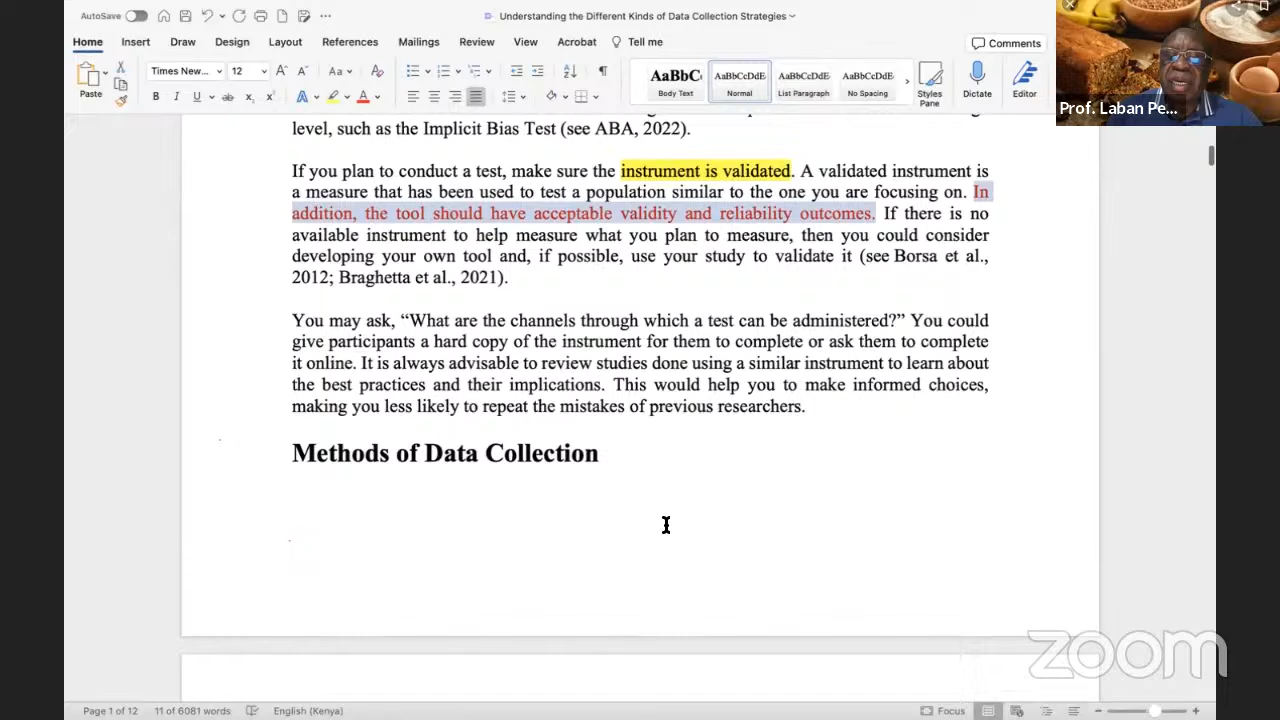 AutoSave
Understanding the Different Kinds of Data Collection Strategies
Home Insert Draw Design Layout References Mailings Review View Acrobat Tell me
Comments
Paste
Times New... 12
Aa
B I U ab x
AaBbC AaBbCcDdE AaBbCcDdE AaBbCcDdE
Body Text Normal List Paragraph No Spacing
Styles Pane
Dictate
Editor
Prof. Laban Pe...
level, such as the Implicit Bias Test (see ABA, 2022).
If you plan to conduct a test, make sure the instrument is validated. A validated instrument is
a measure that has been used to test a population similar to the one you are focusing on. In
addition, the tool should have acceptable validity and reliability outcomes. If there is no
available instrument to help measure what you plan to measure, then you could consider
developing your own tool and, if possible, use your study to validate it (see Borsa et al.,
2012; Braghetta et al., 2021).
You may ask, “What are the channels through which a test can be administered?” You could
give participants a hard copy of the instrument for them to complete or ask them to complete
it online. It is always advisable to review studies done using a similar instrument to learn about
the best practices and their implications. This would help you to make informed choices,
making you less likely to repeat the mistakes of previous researchers.
Methods of Data Collection
zoom
Page 1 of 12 11 of 6081 words English (Kenya) Focus